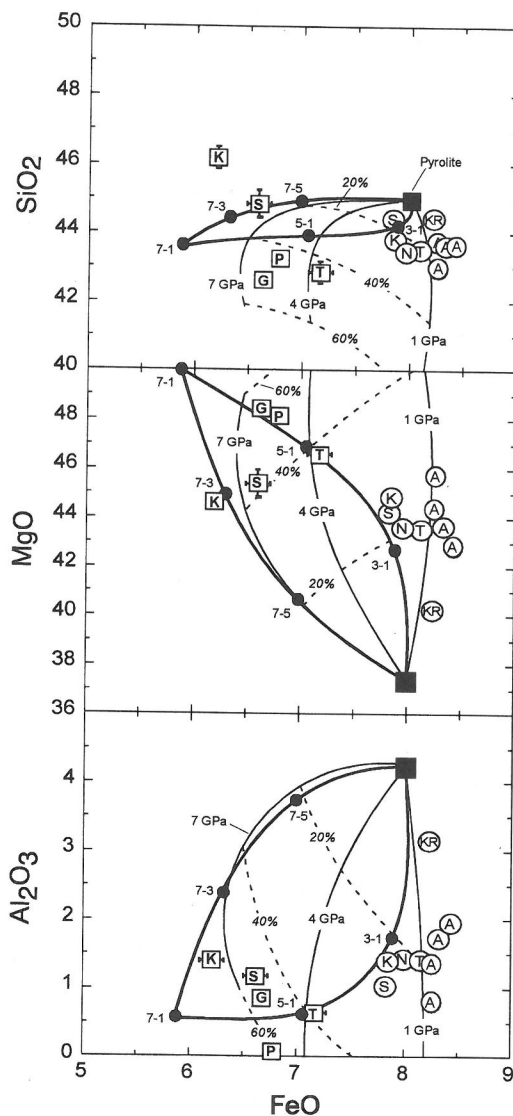 50
48
SiO2
46
44
42
40
K
S
7-5
20%
Pyrolite
7-3
7-1
5-1
3-1
S
KR
K
N
T
A
A
A
A
P
G
T
7 GPa
4 GPa
40%
60%
1 GPa
7-1
60%
G
P
1 GPa
48
7 GPa
5-1
T
46
40%
S
A
7-3
K
4 GPa
K
S
A
MgO
44
N
T
A
A
42
20%
3-1
7-5
40
KR
38
36
4
7-5
7 GPa
20%
3
KR
Al2O3
7-3
40%
4 GPa
2
3-1
A
A
K
K
N
T
A
S
S
1
G
5-1
A
7-1
T
60%
1 GPa
P
0
5
6
7
8
9
FeO